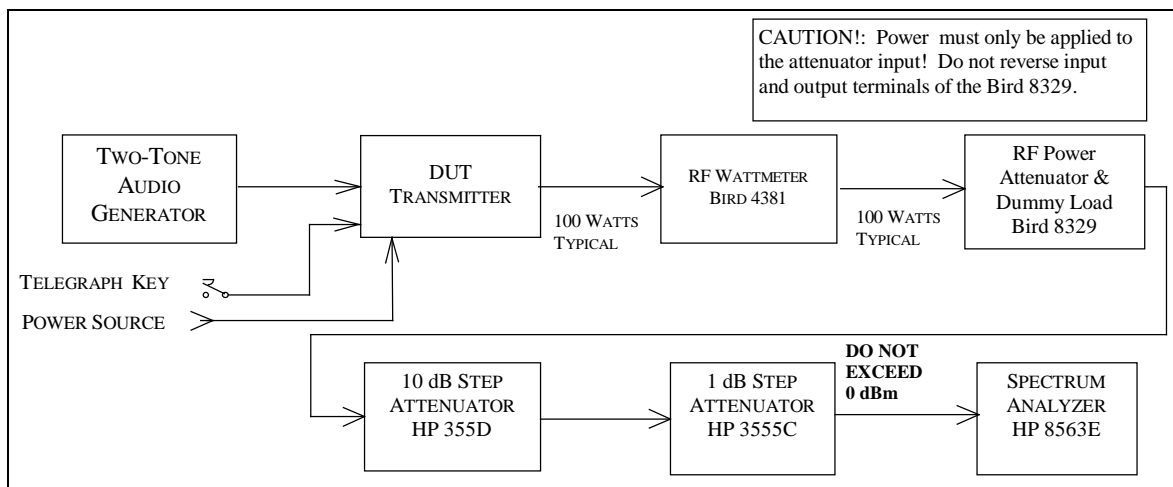 CAUTION!: Power must only be applied to
the attenuator input! Do not reverse input
and output terminals of the Bird 8329.
TWO-TONE
AUDIO
GENERATOR
DUT
TRANSMITTER
100 WATTS
TYPICAL
RF WATTMETER
BIRD 4381
100 WATTS
TYPICAL
RF Power
Attenuator &
Dummy Load
Bird 8329
TELEGRAPH KEY
POWER SOURCE
10 dB STEP
ATTENUATOR
HP 355D
1 dB STEP
ATTENUATOR
HP 3555C
DO NOT
EXCEED
0 dBm
SPECTRUM
ANALYZER
HP 8563E